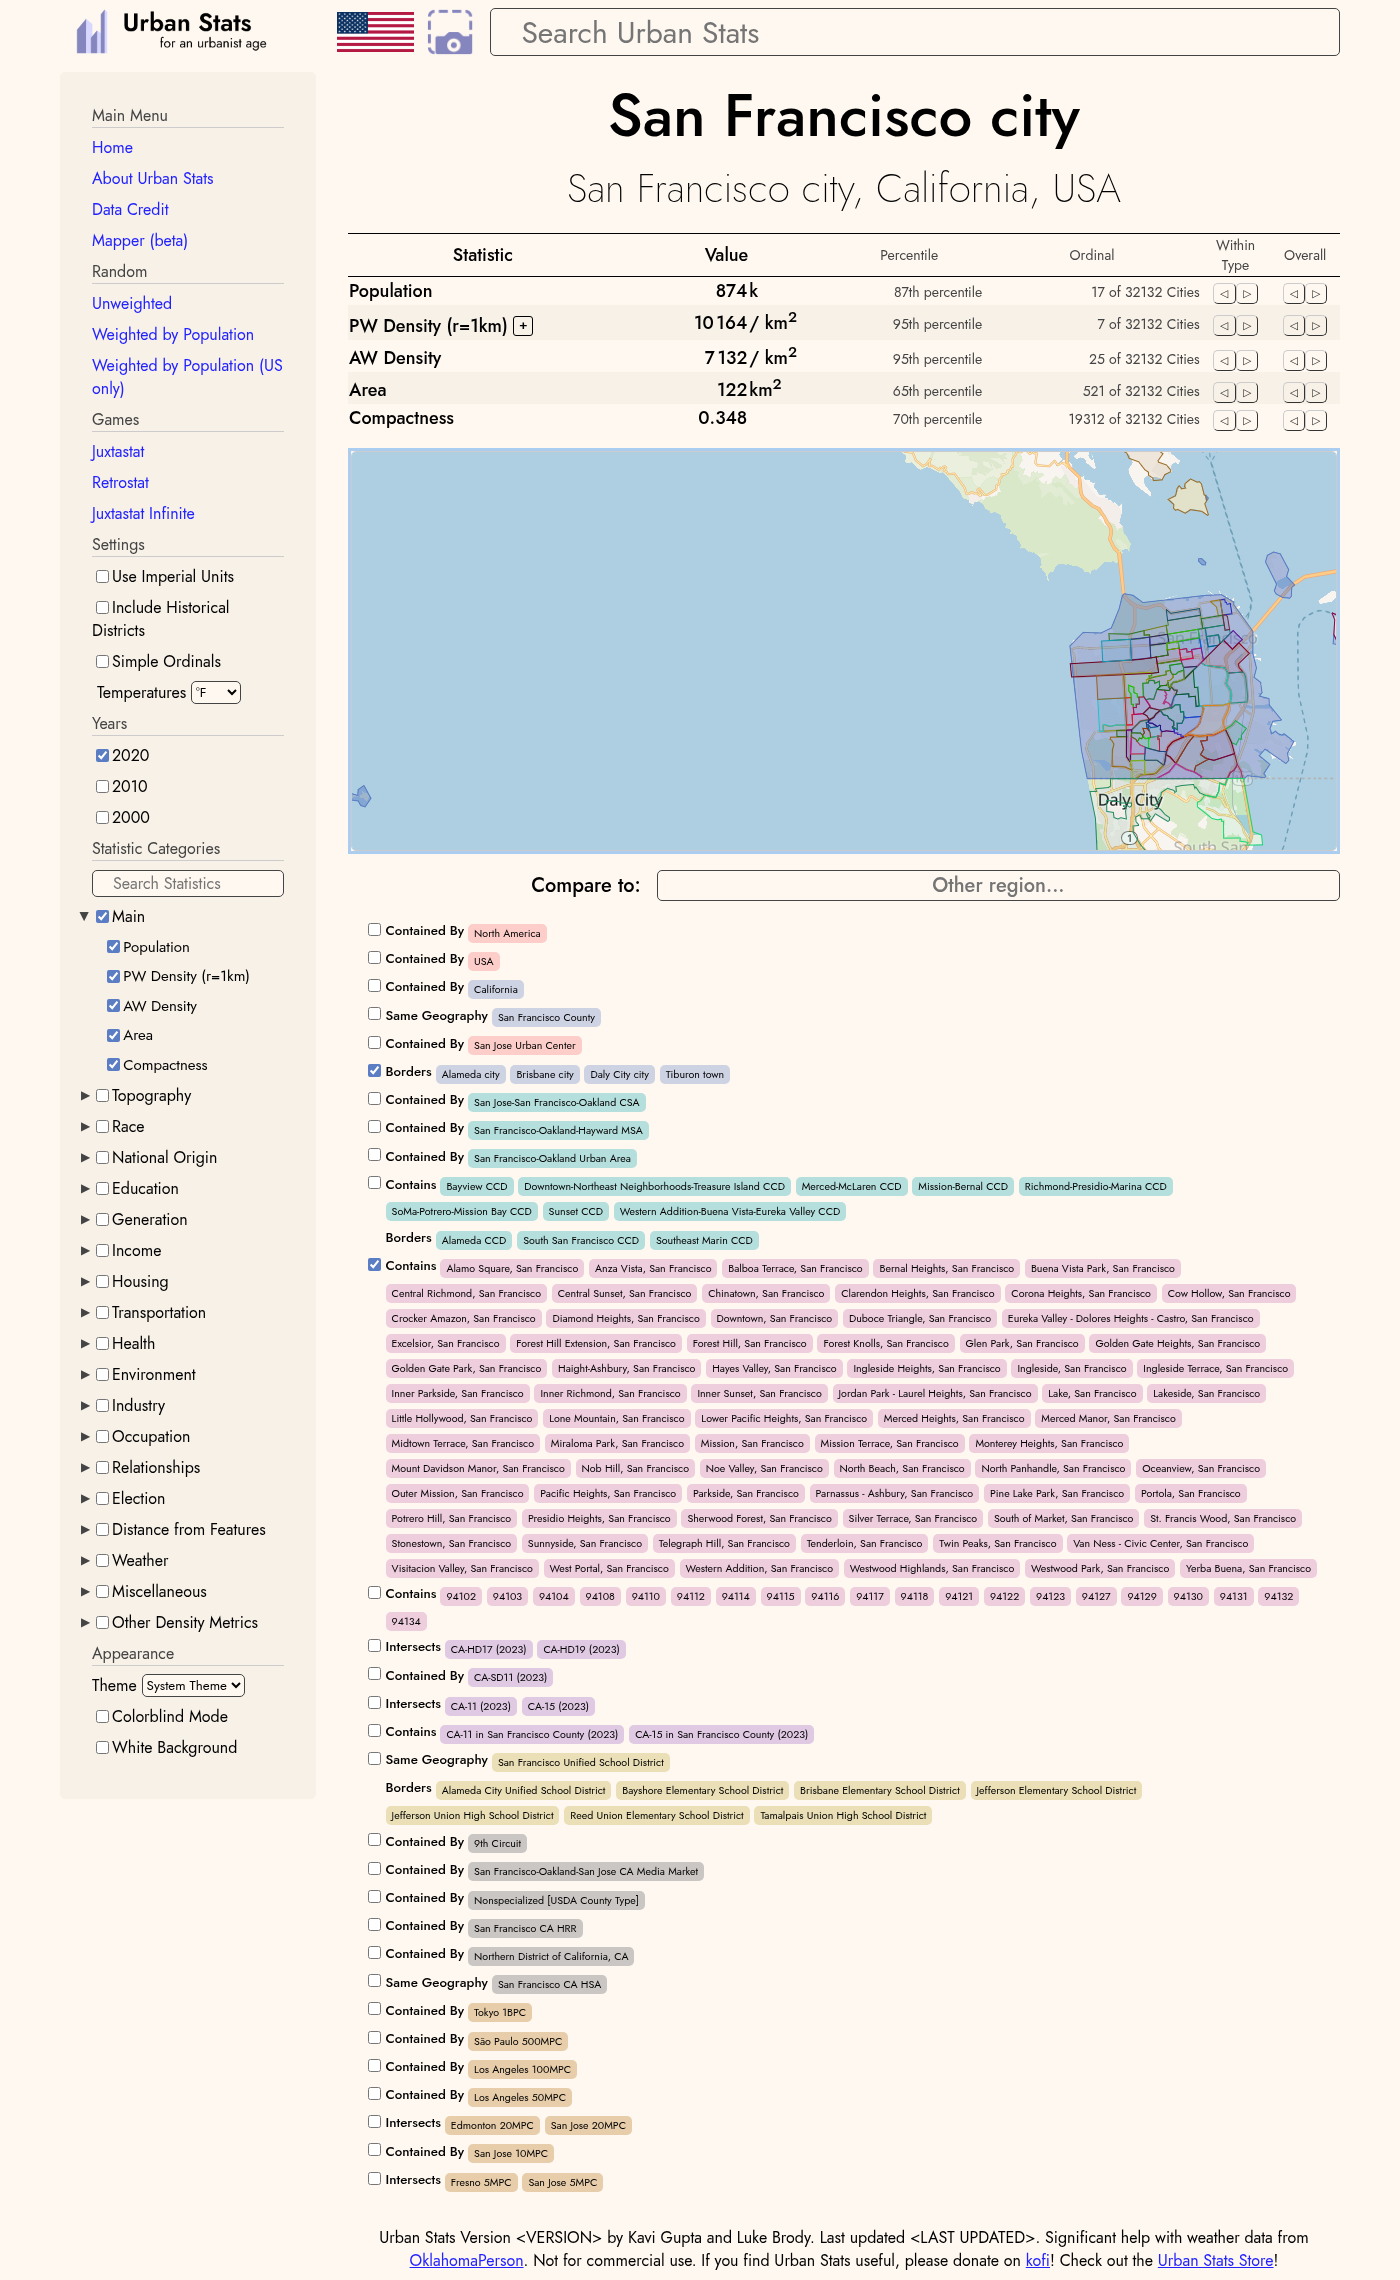 Urban Stats
for an urbanist age
Search Urban Stats
Main Menu
Home
About Urban Stats
Data Credit
Mapper (beta)
Random
Unweighted
Weighted by Population
Weighted by Population (US
only)
Games
Juxtastat
Retrostat
Juxtastat Infinite
Settings
Use Imperial Units
Include Historical
Districts
Simple Ordinals
Temperatures °F
Years
2020
2010
2000
Statistic Categories
Search Statistics
Main
Population
PW Density (r=1km)
AW Density
Area
Compactness
Topography
Race
National Origin
Education
Generation
Income
Housing
Transportation
Health
Environment
Industry
Occupation
Relationships
Election
Distance from Features
Weather
Miscellaneous
Other Density Metrics
Appearance
Theme System Theme
Colorblind Mode
White Background
San Francisco city
San Francisco city, California, USA
Statistic Value Percentile Ordinal Within Type Overall
Population 874k 87th percentile 17 of 32132 Cities
PW Density (r=1km) + 10 164 / km2 95th percentile 7 of 32132 Cities
AW Density 7 132 / km2 95th percentile 25 of 32132 Cities
Area 122 km2 65th percentile 521 of 32132 Cities
Compactness 0.348 70th percentile 19312 of 32132 Cities
San Francisco
Daly City
1
South San
Compare to: Other region...
Contained By North America
Contained By USA
Contained By California
Same Geography San Francisco County
Contained By San Jose Urban Center
Borders Alameda city Brisbane city Daly City city Tiburon town
Contained By San Jose-San Francisco-Oakland CSA
Contained By San Francisco-Oakland-Hayward MSA
Contained By San Francisco-Oakland Urban Area
Contains Bayview CCD Downtown-Northeast Neighborhoods-Treasure Island CCD Merced-McLaren CCD Mission-Bernal CCD Richmond-Presidio-Marina CCD
SoMa-Potrero-Mission Bay CCD Sunset CCD Western Addition-Buena Vista-Eureka Valley CCD
Borders Alameda CCD South San Francisco CCD Southeast Marin CCD
Contains Alamo Square, San Francisco Anza Vista, San Francisco Balboa Terrace, San Francisco Bernal Heights, San Francisco Buena Vista Park, San Francisco
Central Richmond, San Francisco Central Sunset, San Francisco Chinatown, San Francisco Clarendon Heights, San Francisco Corona Heights, San Francisco Cow Hollow, San Francisco
Crocker Amazon, San Francisco Diamond Heights, San Francisco Downtown, San Francisco Duboce Triangle, San Francisco Eureka Valley - Dolores Heights - Castro, San Francisco
Excelsior, San Francisco Forest Hill Extension, San Francisco Forest Hill, San Francisco Forest Knolls, San Francisco Glen Park, San Francisco Golden Gate Heights, San Francisco
Golden Gate Park, San Francisco Haight-Ashbury, San Francisco Hayes Valley, San Francisco Ingleside Heights, San Francisco Ingleside, San Francisco Ingleside Terrace, San Francisco
Inner Parkside, San Francisco Inner Richmond, San Francisco Inner Sunset, San Francisco Jordan Park - Laurel Heights, San Francisco Lake, San Francisco Lakeside, San Francisco
Little Hollywood, San Francisco Lone Mountain, San Francisco Lower Pacific Heights, San Francisco Merced Heights, San Francisco Merced Manor, San Francisco
Midtown Terrace, San Francisco Miraloma Park, San Francisco Mission, San Francisco Mission Terrace, San Francisco Monterey Heights, San Francisco
Mount Davidson Manor, San Francisco Nob Hill, San Francisco Noe Valley, San Francisco North Beach, San Francisco North Panhandle, San Francisco Oceanview, San Francisco
Outer Mission, San Francisco Pacific Heights, San Francisco Parkside, San Francisco Parnassus - Ashbury, San Francisco Pine Lake Park, San Francisco Portola, San Francisco
Potrero Hill, San Francisco Presidio Heights, San Francisco Sherwood Forest, San Francisco Silver Terrace, San Francisco South of Market, San Francisco St. Francis Wood, San Francisco
Stonestown, San Francisco Sunnyside, San Francisco Telegraph Hill, San Francisco Tenderloin, San Francisco Twin Peaks, San Francisco Van Ness - Civic Center, San Francisco
Visitacion Valley, San Francisco West Portal, San Francisco Western Addition, San Francisco Westwood Highlands, San Francisco Westwood Park, San Francisco Yerba Buena, San Francisco
Contains 94102 94103 94104 94108 94110 94112 94114 94115 94116 94117 94118 94121 94122 94123 94127 94129 94130 94131 94132
94134
Intersects CA-HD17 (2023) CA-HD19 (2023)
Contained By CA-SD11 (2023)
Intersects CA-11 (2023) CA-15 (2023)
Contains CA-11 in San Francisco County (2023) CA-15 in San Francisco County (2023)
Same Geography San Francisco Unified School District
Borders Alameda City Unified School District Bayshore Elementary School District Brisbane Elementary School District Jefferson Elementary School District
Jefferson Union High School District Reed Union Elementary School District Tamalpais Union High School District
Contained By 9th Circuit
Contained By San Francisco-Oakland-San Jose CA Media Market
Contained By Nonspecialized [USDA County Type]
Contained By San Francisco CA HRR
Contained By Northern District of California, CA
Same Geography San Francisco CA HSA
Contained By Tokyo 1BPC
Contained By São Paulo 500MPC
Contained By Los Angeles 100MPC
Contained By Los Angeles 50MPC
Intersects Edmonton 20MPC San Jose 20MPC
Contained By San Jose 10MPC
Intersects Fresno 5MPC San Jose 5MPC
Urban Stats Version <VERSION> by Kavi Gupta and Luke Brody. Last updated <LAST UPDATED>. Significant help with weather data from
OklahomaPerson. Not for commercial use. If you find Urban Stats useful, please donate on kofi! Check out the Urban Stats Store!